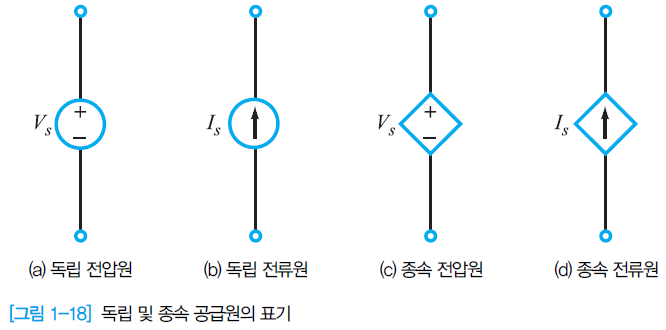 Vs
+
−
Is
Vs
+
−
Is
(a) 독립 전압원
(b) 독립 전류원
(c) 종속 전압원
(d) 종속 전류원
[그림 1-18] 독립 및 종속 공급원의 표기